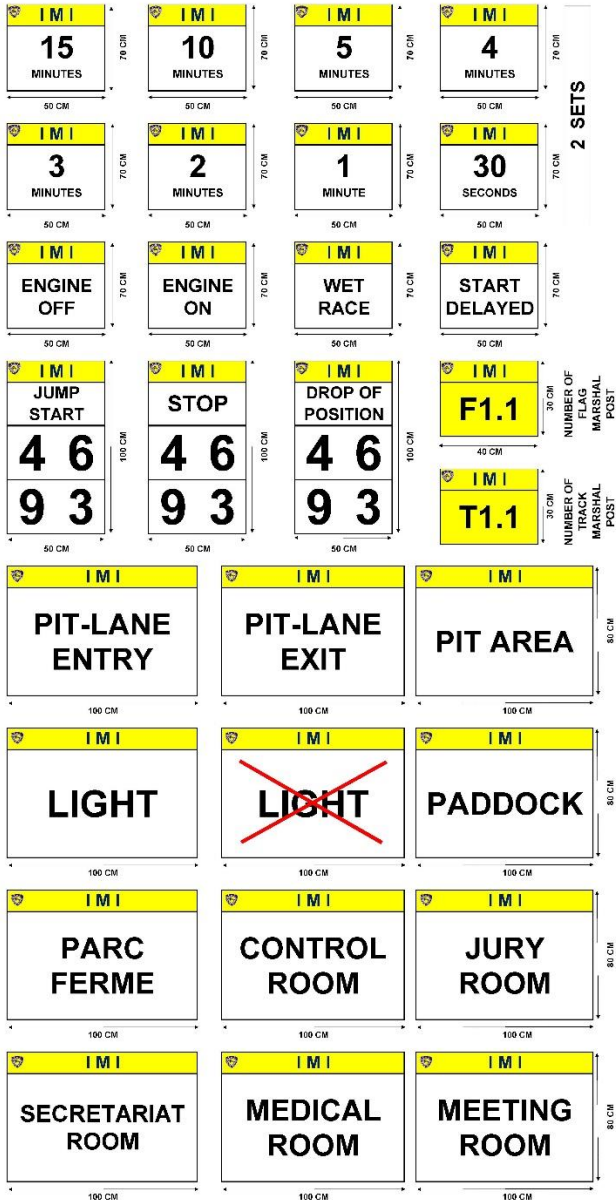 IMI IMI IMI IMI
15 10 5 4
MINUTES MINUTES MINUTES MINUTES
70 CM 70 CM 70 CM 70 CM
50 CM 50 CM 50 CM 50 CM
2 SETS
IMI IMI IMI IMI
3 2 1 30
MINUTES MINUTES MINUTE SECONDS
70 CM 70 CM 70 CM 70 CM
50 CM 50 CM 50 CM 50 CM
IMI IMI IMI IMI
ENGINE ENGINE WET START
OFF ON RACE DELAYED
70 CM 70 CM 70 CM 70 CM
50 CM 50 CM 50 CM 50 CM
IMI
JUMP
START
4 6
9 3
100 CM
50 CM
IMI
STOP
4 6
9 3
100 CM
50 CM
IMI
DROP OF
POSITION
4 6
9 3
100 CM
50 CM
IMI
F1.1
30 CM
40 CM
NUMBER OF
FLAG
MARSHAL
POST
IMI
T1.1
30 CM
NUMBER OF
TRACK
MARSHAL
POST
IMI IMI IMI
PIT-LANE PIT-LANE PIT AREA
ENTRY EXIT
80 CM
100 CM 100 CM 100 CM
IMI IMI IMI
LIGHT LIGHT PADDOCK
80 CM
100 CM 100 CM 100 CM
IMI IMI IMI
PARC CONTROL JURY
FERME ROOM ROOM
80 CM
100 CM 100 CM 100 CM
IMI IMI IMI
SECRETARIAT MEDICAL MEETING
ROOM ROOM ROOM
80 CM
100 CM 100 CM 100 CM